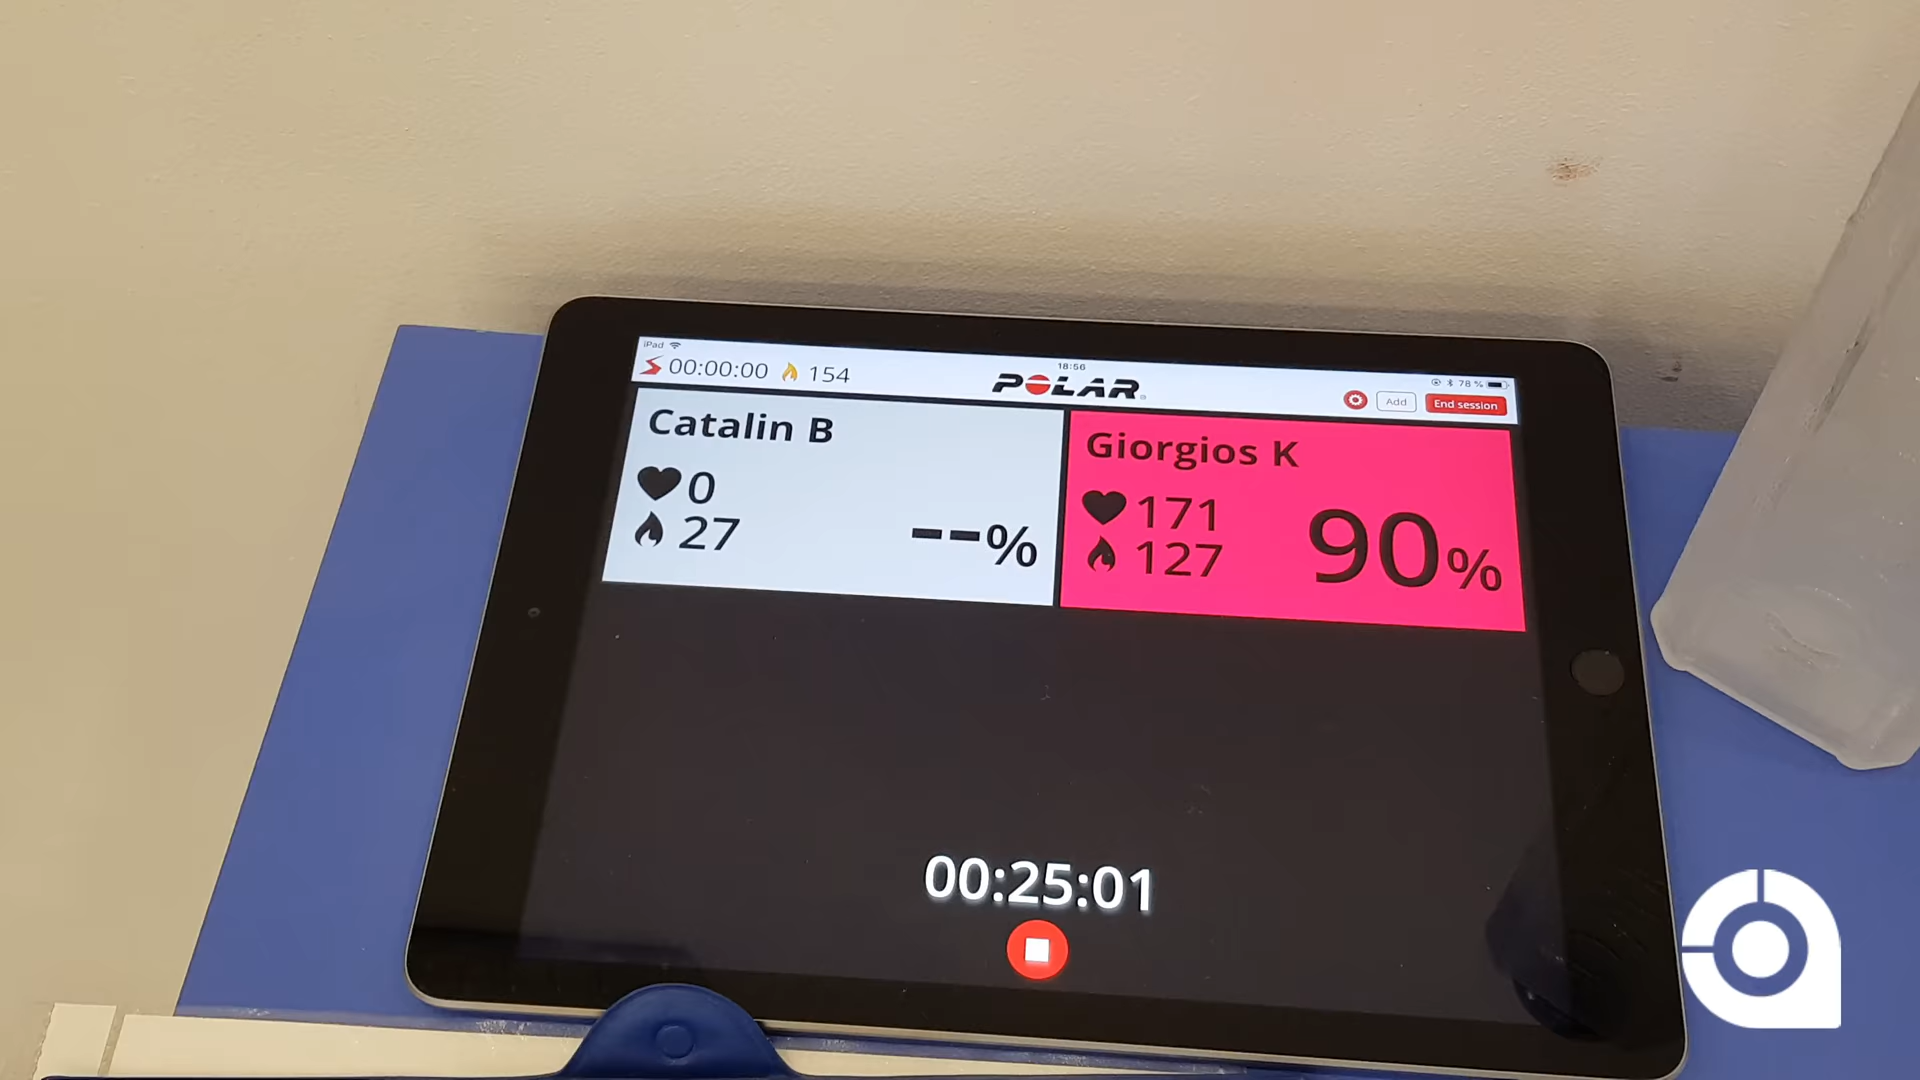 iPad
18:56
78 %
00:00:00 154
POLAR
Add
End session
Catalin B
0
27
--%
Giorgios K
171
127
90%
00:25:01